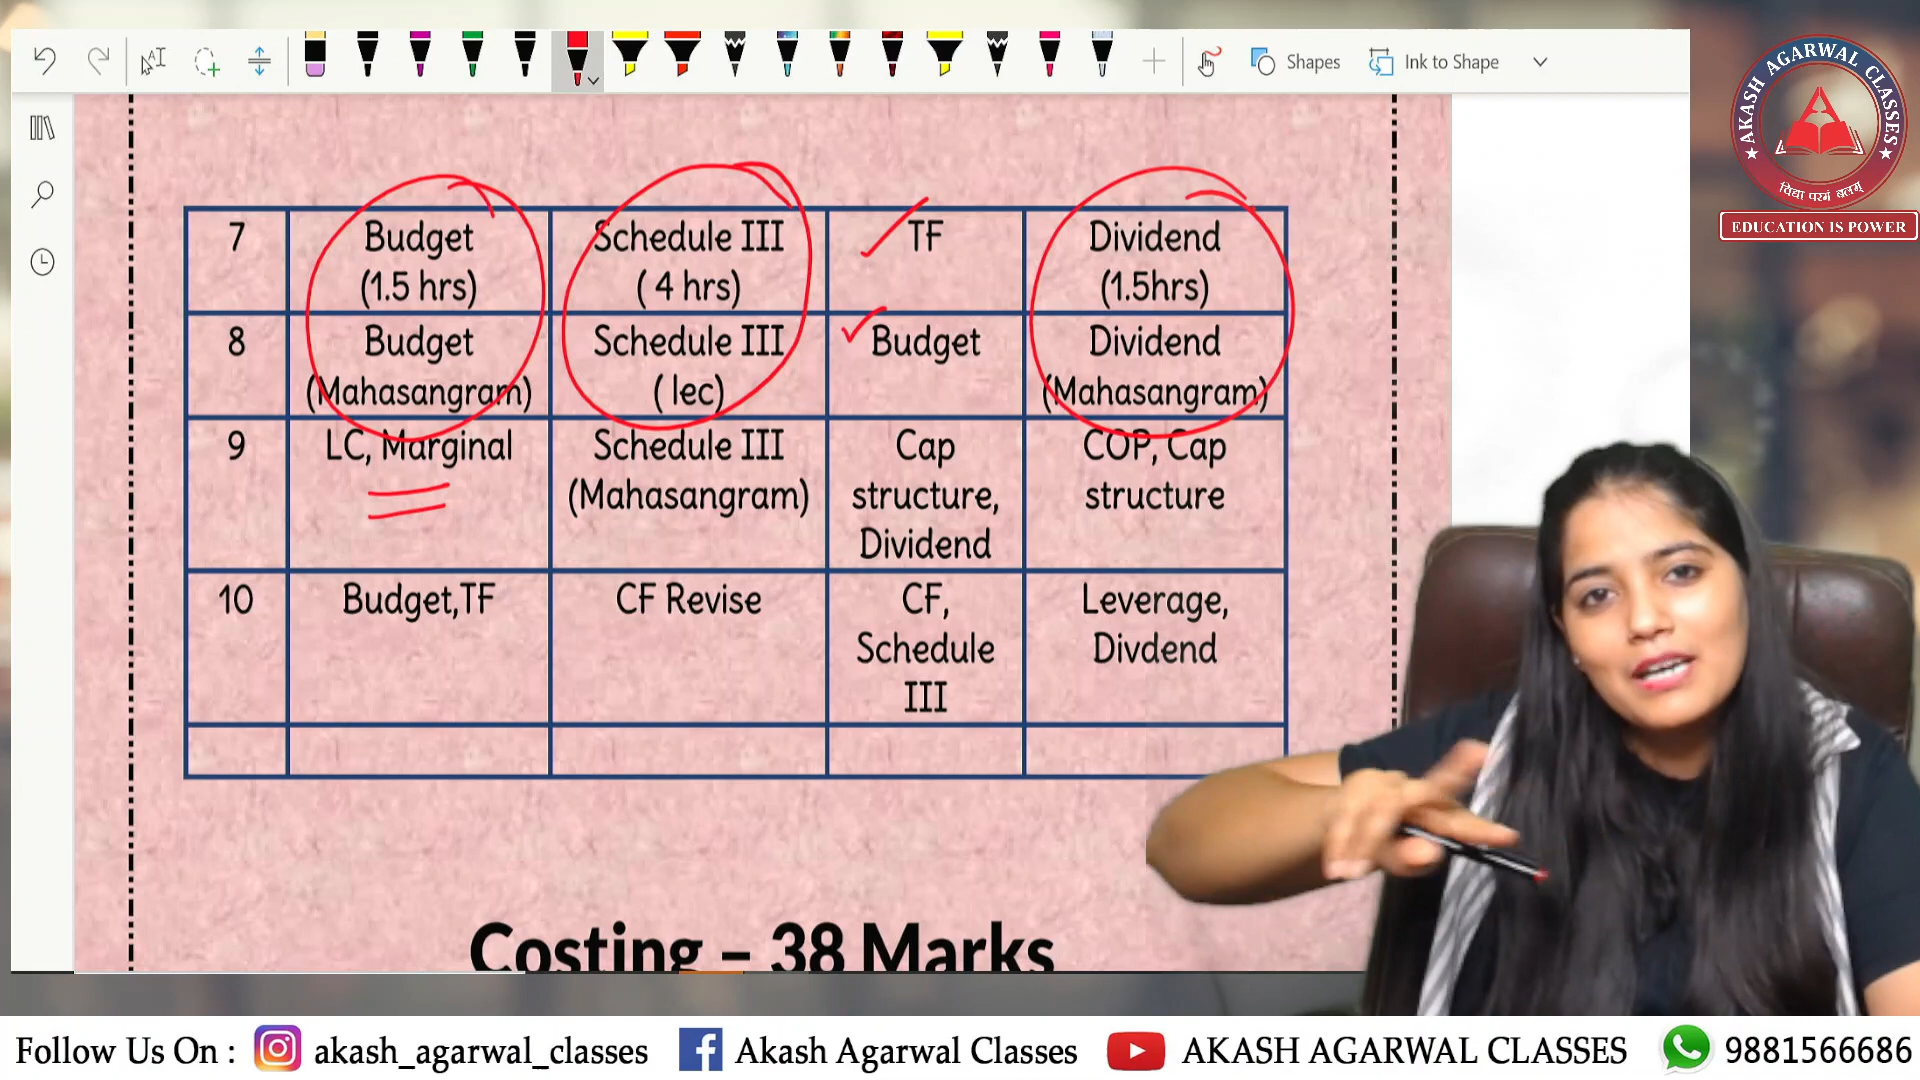 Shapes
Ink to Shape
AKASH AGARWAL CLASSES
विद्या परमं बलम्
EDUCATION IS POWER
7
Budget
(1.5 hrs)
Schedule III
( 4 hrs)
TF
Dividend
(1.5hrs)
8
Budget
(Mahasangram)
Schedule III
( lec)
Budget
Dividend
(Mahasangram)
9
LC, Marginal
Schedule III
(Mahasangram)
Cap
structure,
Dividend
COP, Cap
structure
10
Budget,TF
CF Revise
CF,
Schedule
III
Leverage,
Divdend
Costing – 38 Marks
Follow Us On : akash_agarwal_classes Akash Agarwal Classes AKASH AGARWAL CLASSES 9881566686